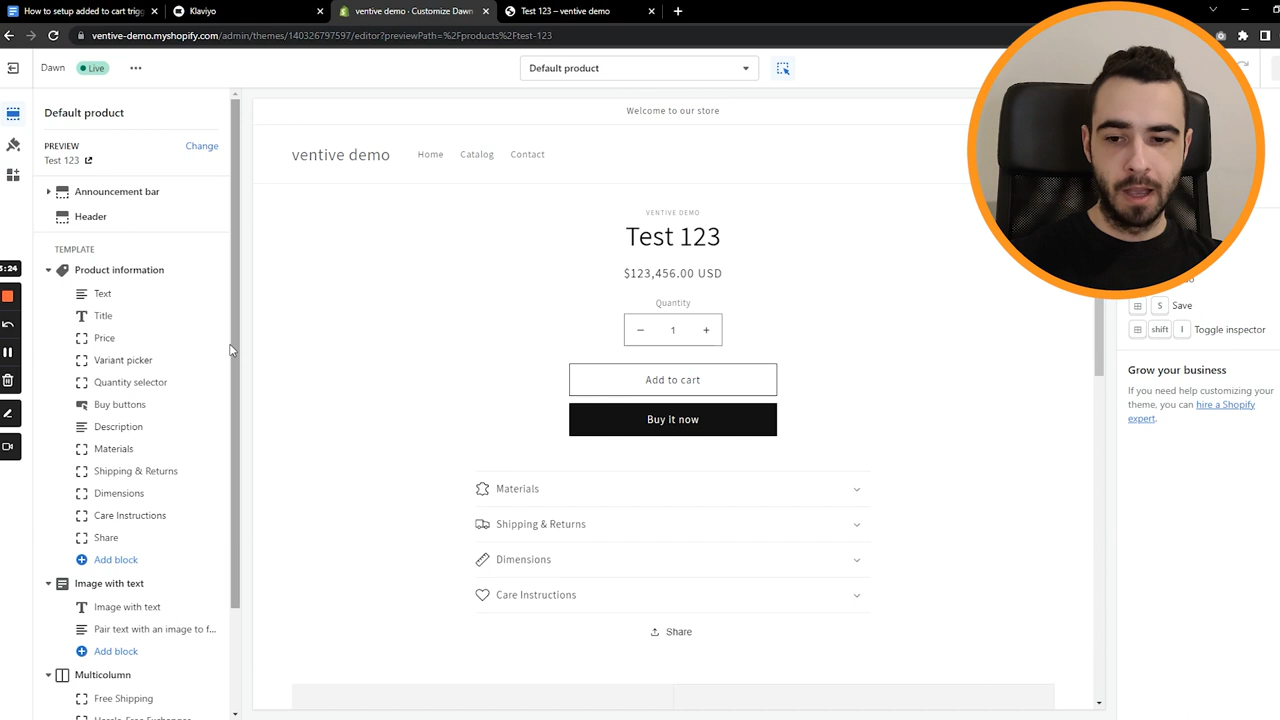 How to setup added to cart trigg
Klaviyo
ventive demo · Customize Dawn
Test 123 – ventive demo
ventive-demo.myshopify.com/admin/themes/140326797597/editor?previewPath=%2Fproducts%2Ftest-123
Dawn
Live
Default product
Default product
PREVIEW
Change
Test 123
Announcement bar
Header
TEMPLATE
Product information
Text
Title
Price
Variant picker
Quantity selector
Buy buttons
Description
Materials
Shipping & Returns
Dimensions
Care Instructions
Share
Add block
Image with text
Image with text
Pair text with an image to f...
Add block
Multicolumn
Free Shipping
:24
Welcome to our store
ventive demo
Home
Catalog
Contact
VENTIVE DEMO
Test 123
$123,456.00 USD
Quantity
1
Add to cart
Buy it now
Materials
Shipping & Returns
Dimensions
Care Instructions
Share
S Save
shift I Toggle inspector
Grow your business
If you need help customizing your
theme, you can hire a Shopify
expert.